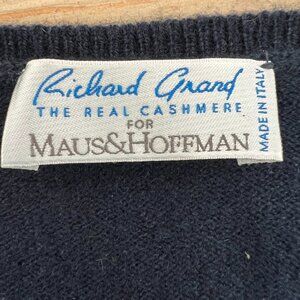 Richard Grand
THE REAL CASHMERE
FOR
MAUS&HOFFMAN
MADE IN ITALY